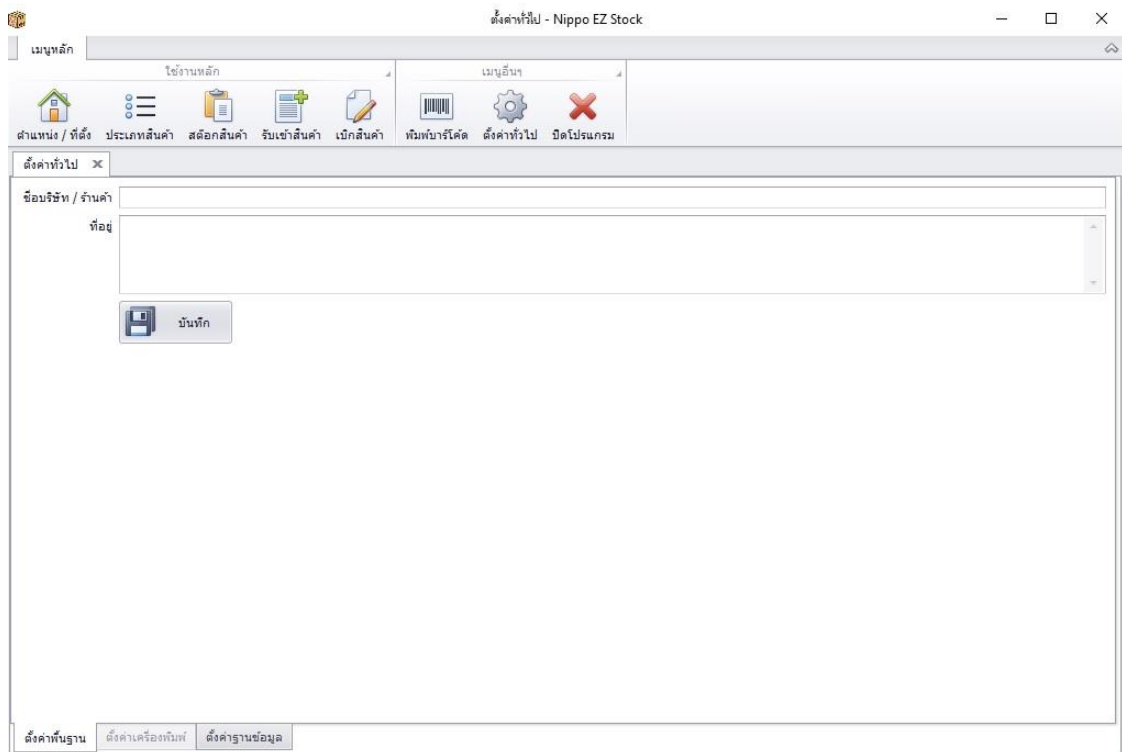 ตั้งค่าทั่วไป - Nippo EZ Stock
เมนูหลัก
ใช้งานหลัก
เมนูอื่นๆ
ตำแหน่ง / ที่ตั้ง ประเภทสินค้า สต๊อกสินค้า รับเข้าสินค้า เบิกสินค้า พิมพ์บาร์โค้ด ตั้งค่าทั่วไป ปิดโปรแกรม
ตั้งค่าทั่วไป
ชื่อบริษัท / ร้านค้า
ที่อยู่
บันทึก
ตั้งค่าพื้นฐาน ตั้งค่าเครื่องพิมพ์ ตั้งค่าฐานข้อมูล